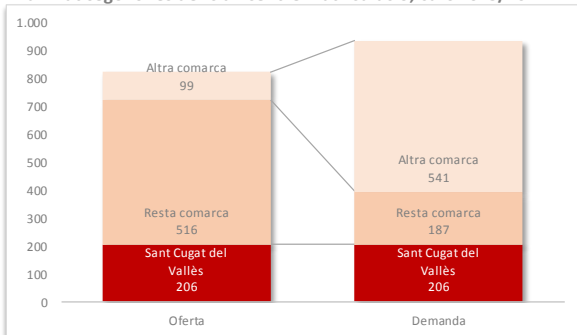 1.000
900
800
700
600
500
400
300
200
100
0
Altra comarca
99
Resta comarca
516
Sant Cugat del
Vallès
206
Altra comarca
541
Resta comarca
187
Sant Cugat del
Vallès
206
Oferta
Demanda